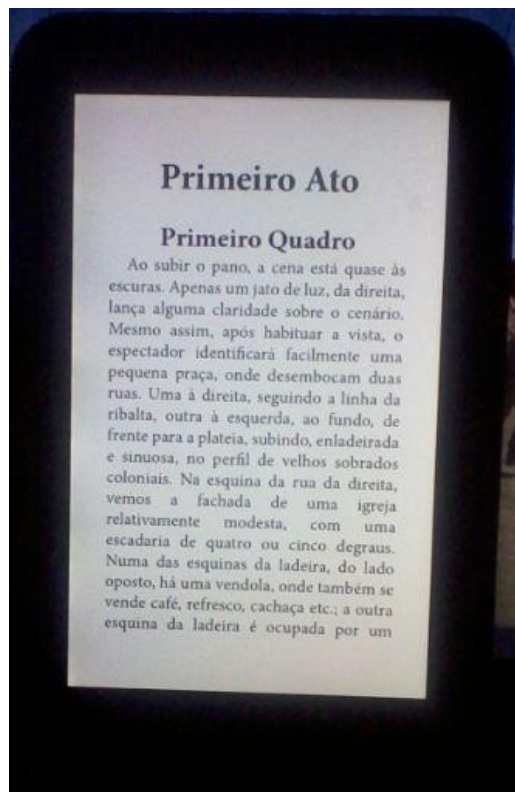 Primeiro Ato
Primeiro Quadro
Ao subir o pano, a cena está quase às
escuras. Apenas um jato de luz, da direita,
lança alguma claridade sobre o cenário.
Mesmo assim, após habituar a vista, o
espectador identificará facilmente uma
pequena praça, onde desembocam duas
ruas. Uma à direita, seguindo a linha da
ribalta, outra à esquerda, ao fundo, de
frente para a plateia, subindo, enladeirada
e sinuosa, no perfil de velhos sobrados
coloniais. Na esquina da rua da direita,
vemos a fachada de uma igreja
relativamente modesta, com uma
escadaria de quatro ou cinco degraus.
Numa das esquinas da ladeira, do lado
oposto, há uma vendola, onde também se
vende café, refresco, cachaça etc.; a outra
esquina da ladeira é ocupada por um